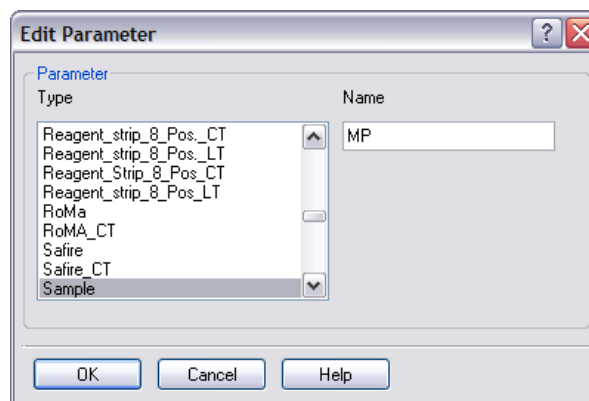 Edit Parameter
Parameter
Type
Name
Reagent_strip_8_Pos._CT
Reagent_strip_8_Pos._LT
Reagent_Strip_8_Pos_CT
Reagent_strip_8_Pos_LT
RoMa
RoMA_CT
Safire
Safire_CT
Sample
MP
OK
Cancel
Help